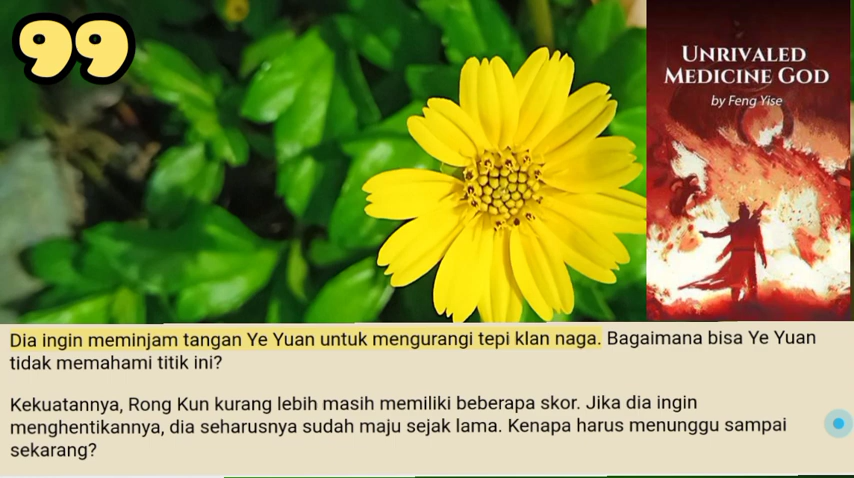 99
UNRIVALED
MEDICINE GOD
by Feng Yise
Dia ingin meminjam tangan Ye Yuan untuk mengurangi tepi klan naga. Bagaimana bisa Ye Yuan
tidak memahami titik ini?
Kekuatannya, Rong Kun kurang lebih masih memiliki beberapa skor. Jika dia ingin
menghentikannya, dia seharusnya sudah maju sejak lama. Kenapa harus menunggu sampai
sekarang?